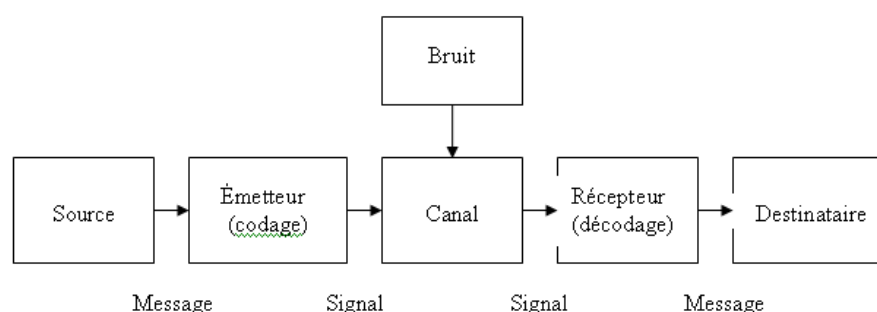 Bruit
Source
Émetteur
(codage)
Canal
Récepteur
(décodage)
Destinataire
Message
Signal
Signal
Message